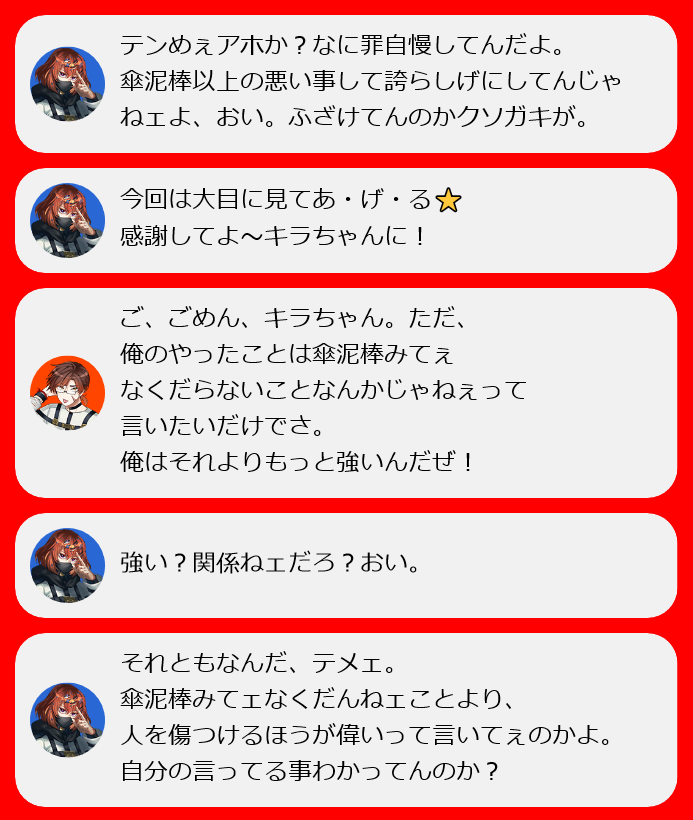 テンめぇアホか？なに罪自慢してんだよ。
傘泥棒以上の悪い事して誇らしげにしてんじゃ
ねェよ、おい。ふざけてんのかクソガキが。
今回は大目に見てあ・げ・る⭐
感謝してよ～キラちゃんに！
ご、ごめん、キラちゃん。ただ、
俺のやったことは傘泥棒みてぇ
なくだらないことなんかじゃねぇって
言いたいだけでさ。
俺はそれよりもっと強いんだぜ！
強い？関係ねェだろ？おい。
それともなんだ、テメェ。
傘泥棒みてェなくだんねェことより、
人を傷つけるほうが偉いって言いてぇのかよ。
自分の言ってる事わかってんのか？